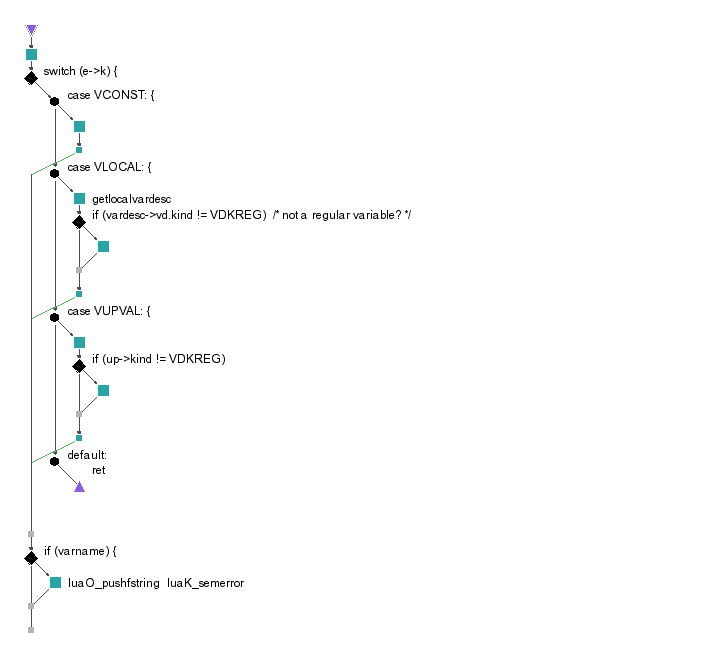 switch (e->k) {
case VCONST: {
case VLOCAL: {
getlocalvardesc
if (vardesc->vd.kind != VDKREG)  /* not a regular variable? */
case VUPVAL: {
if (up->kind != VDKREG)
default:
ret
if (varname) {
luaO_pushfstring  luaK_semerror